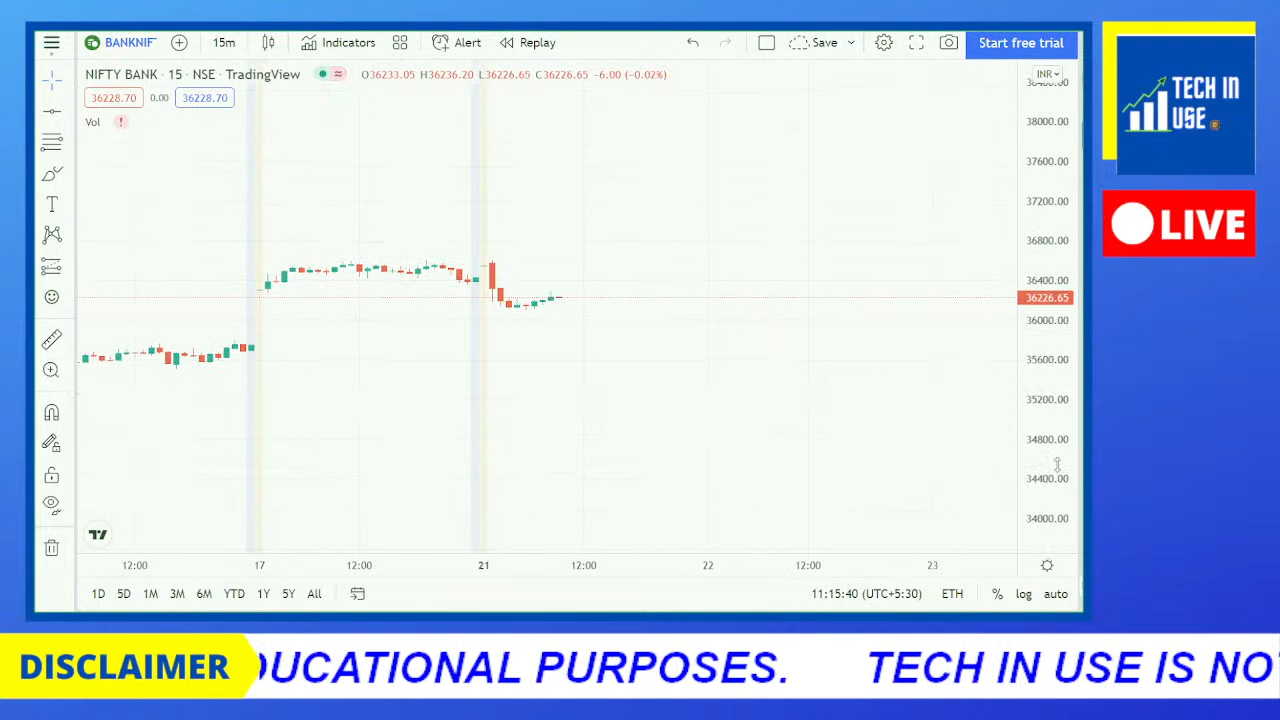 BANKNIF
15m
Indicators
Alert
Replay
Save
Start free trial
NIFTY BANK · 15 · NSE · TradingView
O36233.05 H36236.20 L36226.65 C36226.65 -6.00 (-0.02%)
INR
36228.70 0.00 36228.70
Vol !
38000.00
37600.00
37200.00
36800.00
36400.00
36226.65
36000.00
35600.00
35200.00
34800.00
34400.00
34000.00
12:00 17 12:00 21 12:00 22 12:00 23
1D 5D 1M 3M 6M YTD 1Y 5Y All
11:15:40 (UTC+5:30) ETH % log auto
TECH IN
USE
LIVE
DISCLAIMER
DUCATIONAL PURPOSES. TECH IN USE IS NO